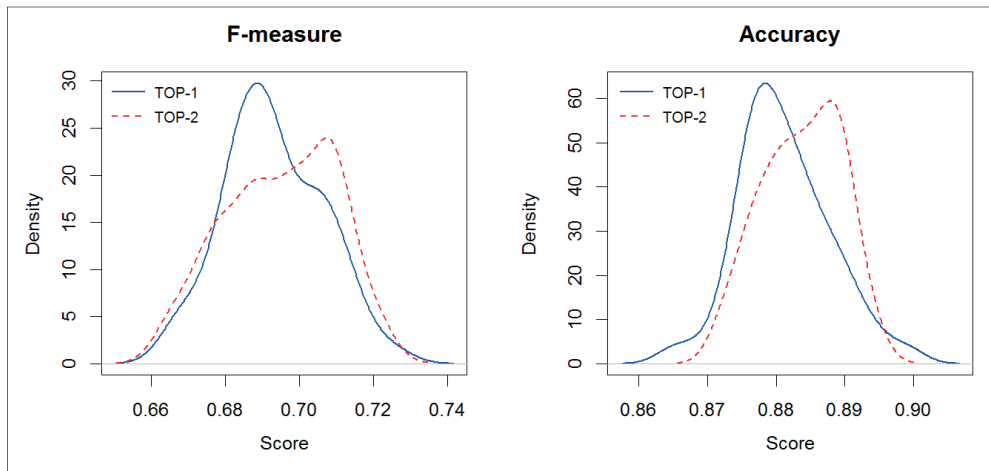 F-measure
Density
30
25
20
15
10
5
0
TOP-1
TOP-2
0.66 0.68 0.70 0.72 0.74
Score
Accuracy
Density
60
50
40
30
20
10
0
TOP-1
TOP-2
0.86 0.87 0.88 0.89 0.90
Score